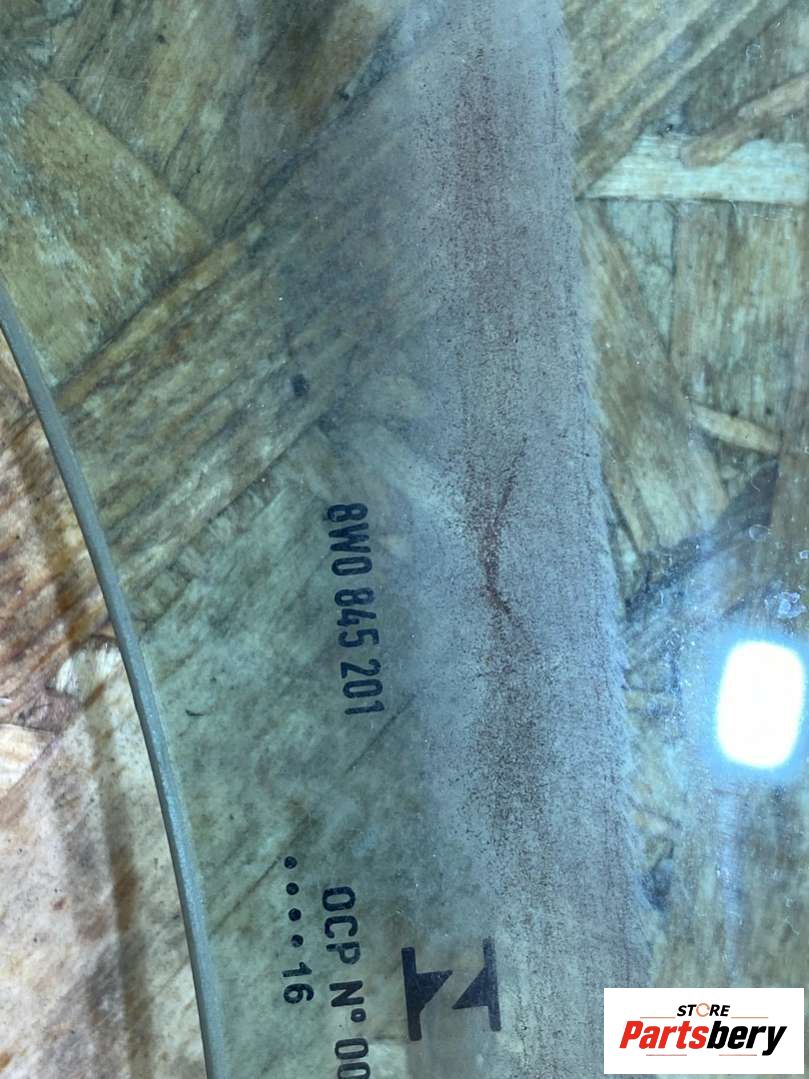 8W0 845 201
OCP N° 00
.....16
STORE
Partsbery